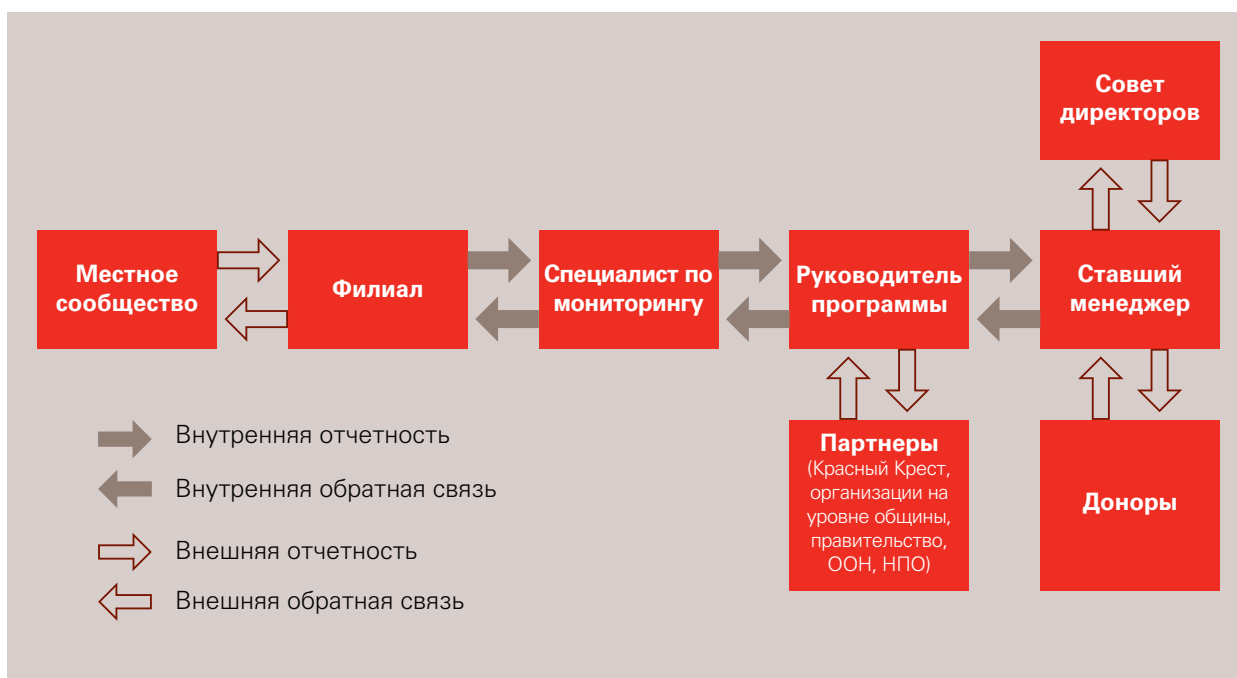 Совет
директоров
Местное
сообщество
Филиал
Специалист по
мониторингу
Руководитель
программы
Ставший
менеджер
Партнеры
(Красный Крест,
организации на
уровне общины,
правительство,
ООН, НПО)
Доноры
Внутренняя отчетность
Внутренняя обратная связь
Внешняя отчетность
Внешняя обратная связь